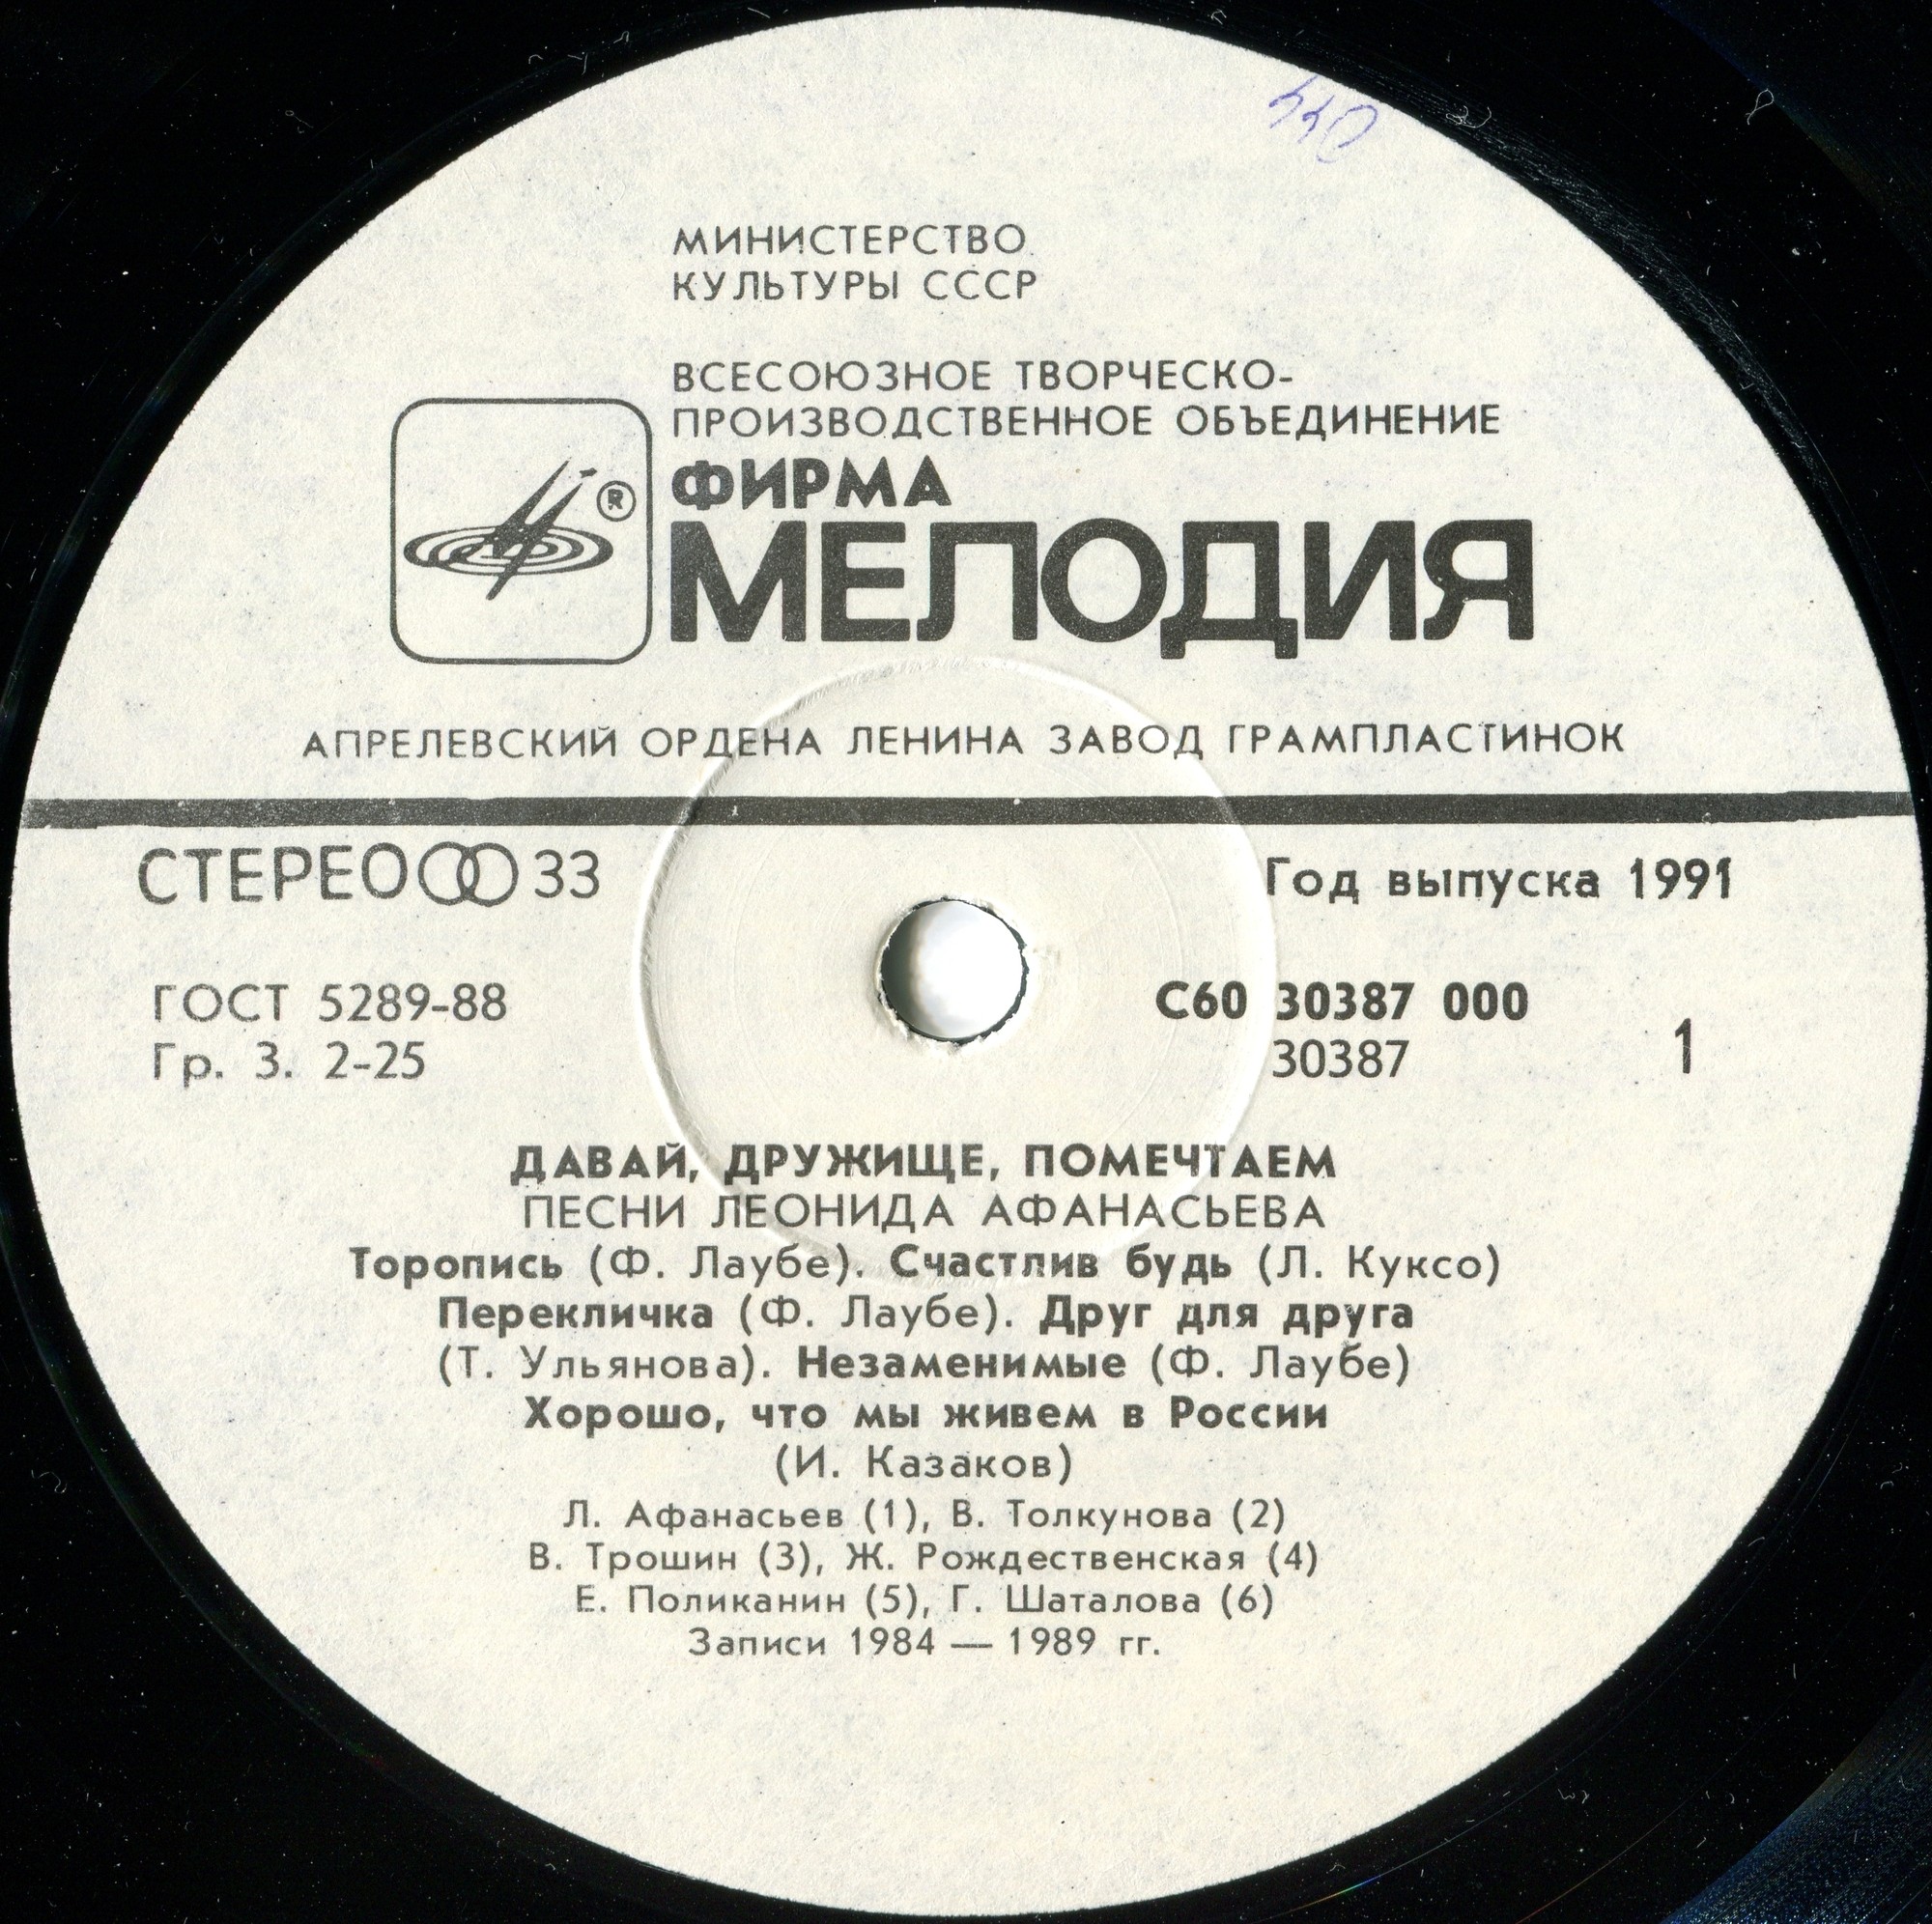 МИНИСТЕРСТВО
КУЛЬТУРЫ СССР
ВСЕСОЮЗНОЕ ТВОРЧЕСКО-
ПРОИЗВОДСТВЕННОЕ ОБЪЕДИНЕНИЕ
ФИРМА
®
МЕЛОДИЯ
АПРЕЛЕВСКИЙ ОРДЕНА ЛЕНИНА ЗАВОД ГРАМПЛАСТИНОК
СТЕРЕО 33
Год выпуска 1991
ГОСТ 5289-88
Гр. 3. 2-25
С60 30387 000
30387
1
ДАВАЙ, ДРУЖИЩЕ, ПОМЕЧТАЕМ
ПЕСНИ ЛЕОНИДА АФАНАСЬЕВА
Торопись (Ф. Лаубе). Счастлив будь (Л. Куксо)
Перекличка (Ф. Лаубе). Друг для друга
(Т. Ульянова). Незаменимые (Ф. Лаубе)
Хорошо, что мы живем в России
(И. Казаков)
Л. Афанасьев (1), В. Толкунова (2)
В. Трошин (3), Ж. Рождественская (4)
Е. Поликанин (5), Г. Шаталова (6)
Записи 1984 — 1989 гг.